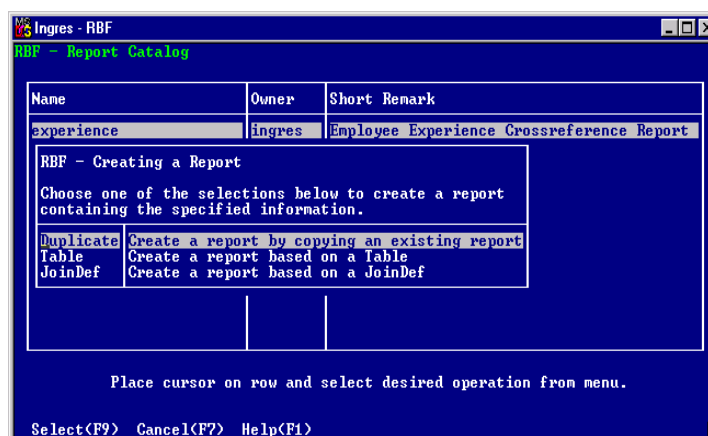 Ingres - RBF
RBF - Report Catalog
Name Owner Short Remark
experience ingres Employee Experience Crossreference Report
RBF - Creating a Report
Choose one of the selections below to create a report
containing the specified information.
Duplicate Create a report by copying an existing report
Table Create a report based on a Table
JoinDef Create a report based on a JoinDef
Place cursor on row and select desired operation from menu.
Select(F9) Cancel(F7) Help(F1)